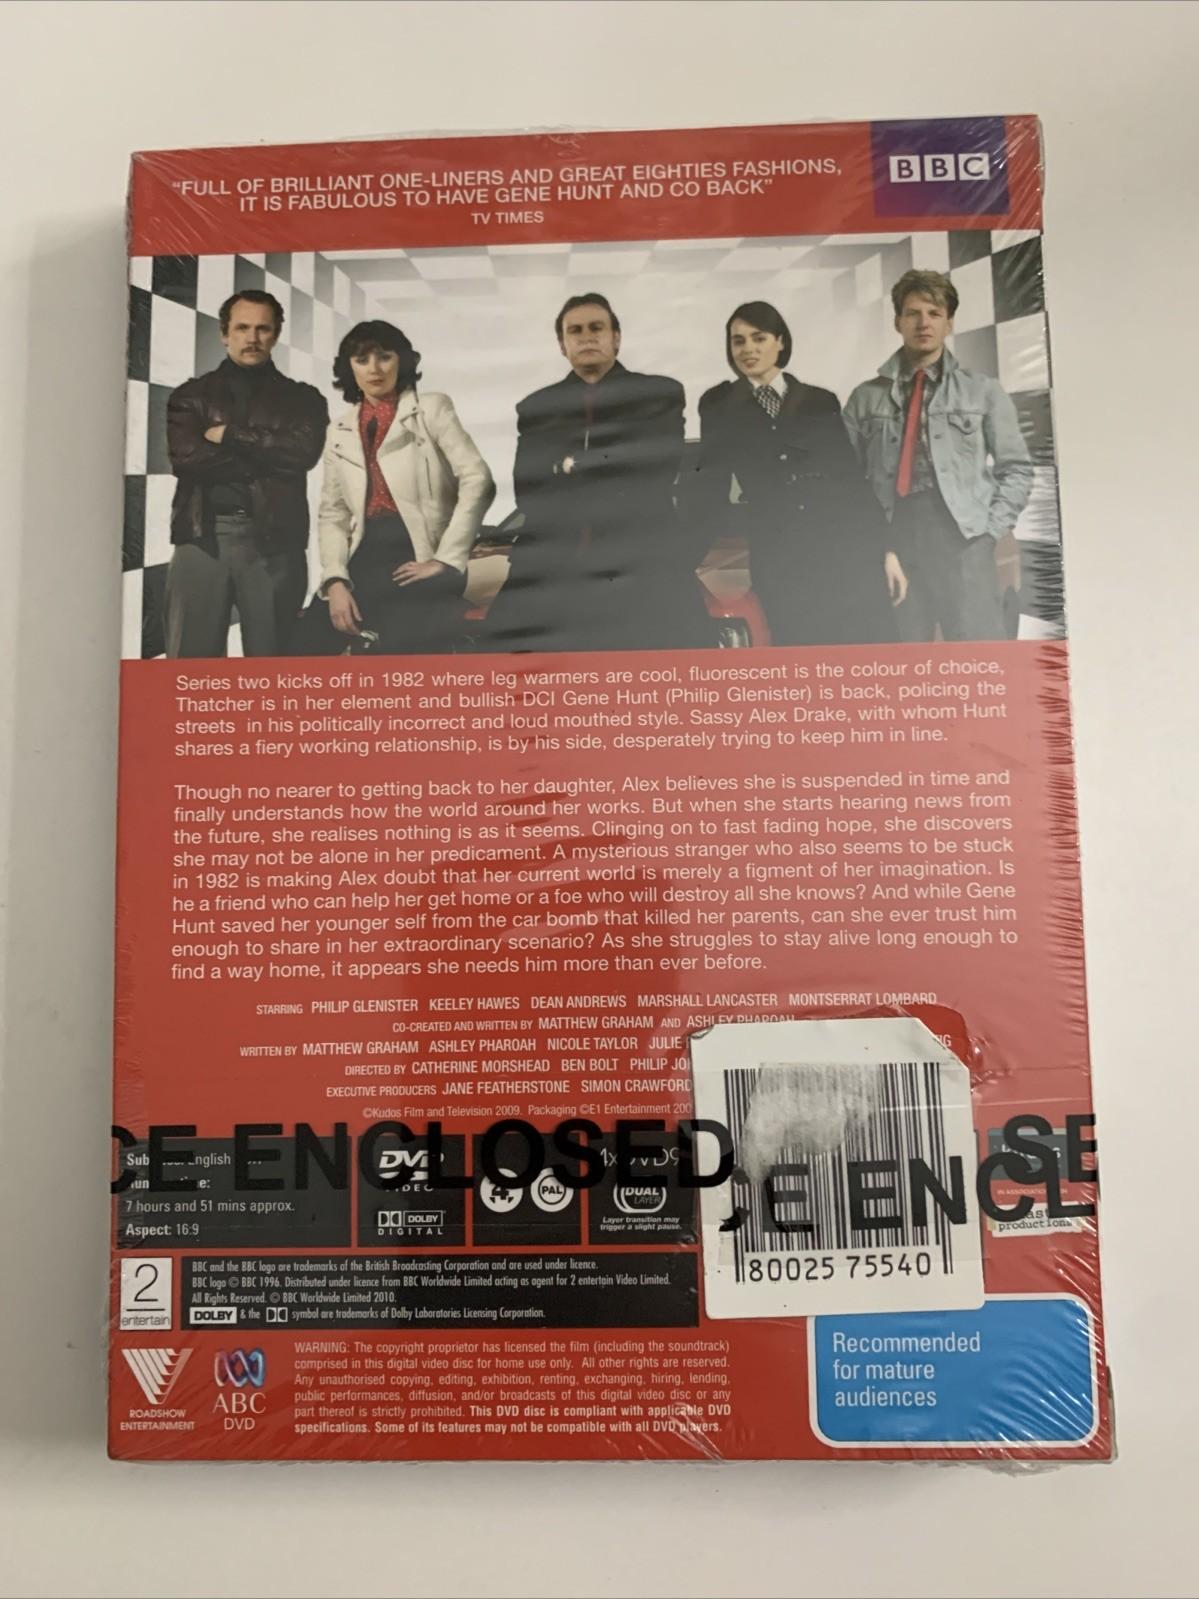 "FULL OF BRILLIANT ONE-LINERS AND GREAT EIGHTIES FASHIONS,
IT IS FABULOUS TO HAVE GENE HUNT AND CO BACK"
TV TIMES
BBC
Series two kicks off in 1982 where leg warmers are cool, fluorescent is the colour of choice,
Thatcher is in her element and bullish DCI Gene Hunt (Philip Glenister) is back, policing the
streets in his politically incorrect and loud mouthed style. Sassy Alex Drake, with whom Hunt
shares a fiery working relationship, is by his side, desperately trying to keep him in line.
Though no nearer to getting back to her daughter, Alex believes she is suspended in time and
finally understands how the world around her works. But when she starts hearing news from
the future, she realises nothing is as it seems. Clinging on to fast fading hope, she discovers
she may not be alone in her predicament. A mysterious stranger who also seems to be stuck
in 1982 is making Alex doubt that her current world is merely a figment of her imagination. Is
he a friend who can help her get home or a foe who will destroy all she knows? And while Gene
Hunt saved her younger self from the car bomb that killed her parents, can she ever trust him
enough to share in her extraordinary scenario? As she struggles to stay alive long enough to
find a way home, it appears she needs him more than ever before.
STARRING PHILIP GLENISTER KEELEY HAWES DEAN ANDREWS MARSHALL LANCASTER MONTSERRAT LOMBARD
CO-CREATED AND WRITTEN BY MATTHEW GRAHAM AND ASHLEY PHAROAH
WRITTEN BY MATTHEW GRAHAM ASHLEY PHAROAH NICOLE TAYLOR JULIE
DIRECTED BY CATHERINE MORSHEAD BEN BOLT PHILIP
EXECUTIVE PRODUCERS JANE FEATHERSTONE SIMON CRAWFORD
©Kudos Film and Television 2009. Packaging ©E1 Entertainment
CE ENCLOSED
CE ENC
SE
English
7 hours and 51 mins approx.
Aspect: 16:9
DVD
DOLBY
DIGITAL
4
PAL
DUAL
LAYER
Layer transition may
trigger a slight pause.
productions
80025 75540
2
entertain
BBC and the BBC logo are trademarks of the British Broadcasting Corporation and are used under licence.
BBC logo © BBC 1996. Distributed under licence from BBC Worldwide Limited acting as agent for 2 entertain Video Limited.
All Rights Reserved. © BBC Worldwide Limited 2010.
DOLBY & the symbol are trademarks of Dolby Laboratories Licensing Corporation.
ROADSHOW
ENTERTAINMENT
ABC
DVD
WARNING: The copyright proprietor has licensed the film (including the soundtrack)
comprised in this digital video disc for home use only. All other rights are reserved.
Any unauthorised copying, editing, exhibition, renting, exchanging, hiring, lending,
public performances, diffusion, and/or broadcasts of this digital video disc or any
part thereof is strictly prohibited. This DVD disc is compliant with applicable DVD
specifications. Some of its features may not be compatible with all DVD players.
Recommended
for mature
audiences